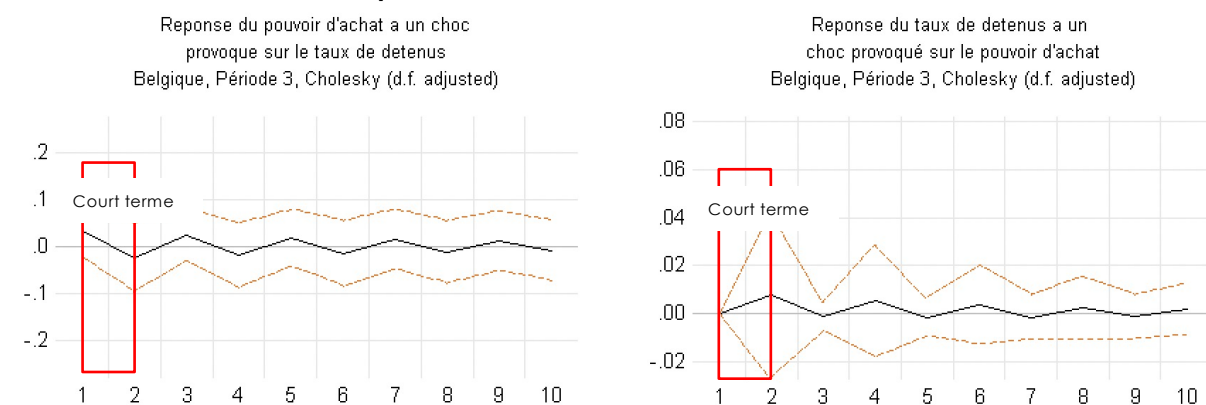 Reponse du pouvoir d'achat a un choc
provoque sur le taux de detenus
Belgique, Période 3, Cholesky (d.f. adjusted)
.2
.1
Court terme
.0
-.1
-.2
1 2 3 4 5 6 7 8 9 10
Reponse du taux de detenus a un
choc provoqué sur le pouvoir d'achat
Belgique, Période 3, Cholesky (d.f. adjusted)
.08
.06
Court terme
.04
.02
.00
-.02
1 2 3 4 5 6 7 8 9 10